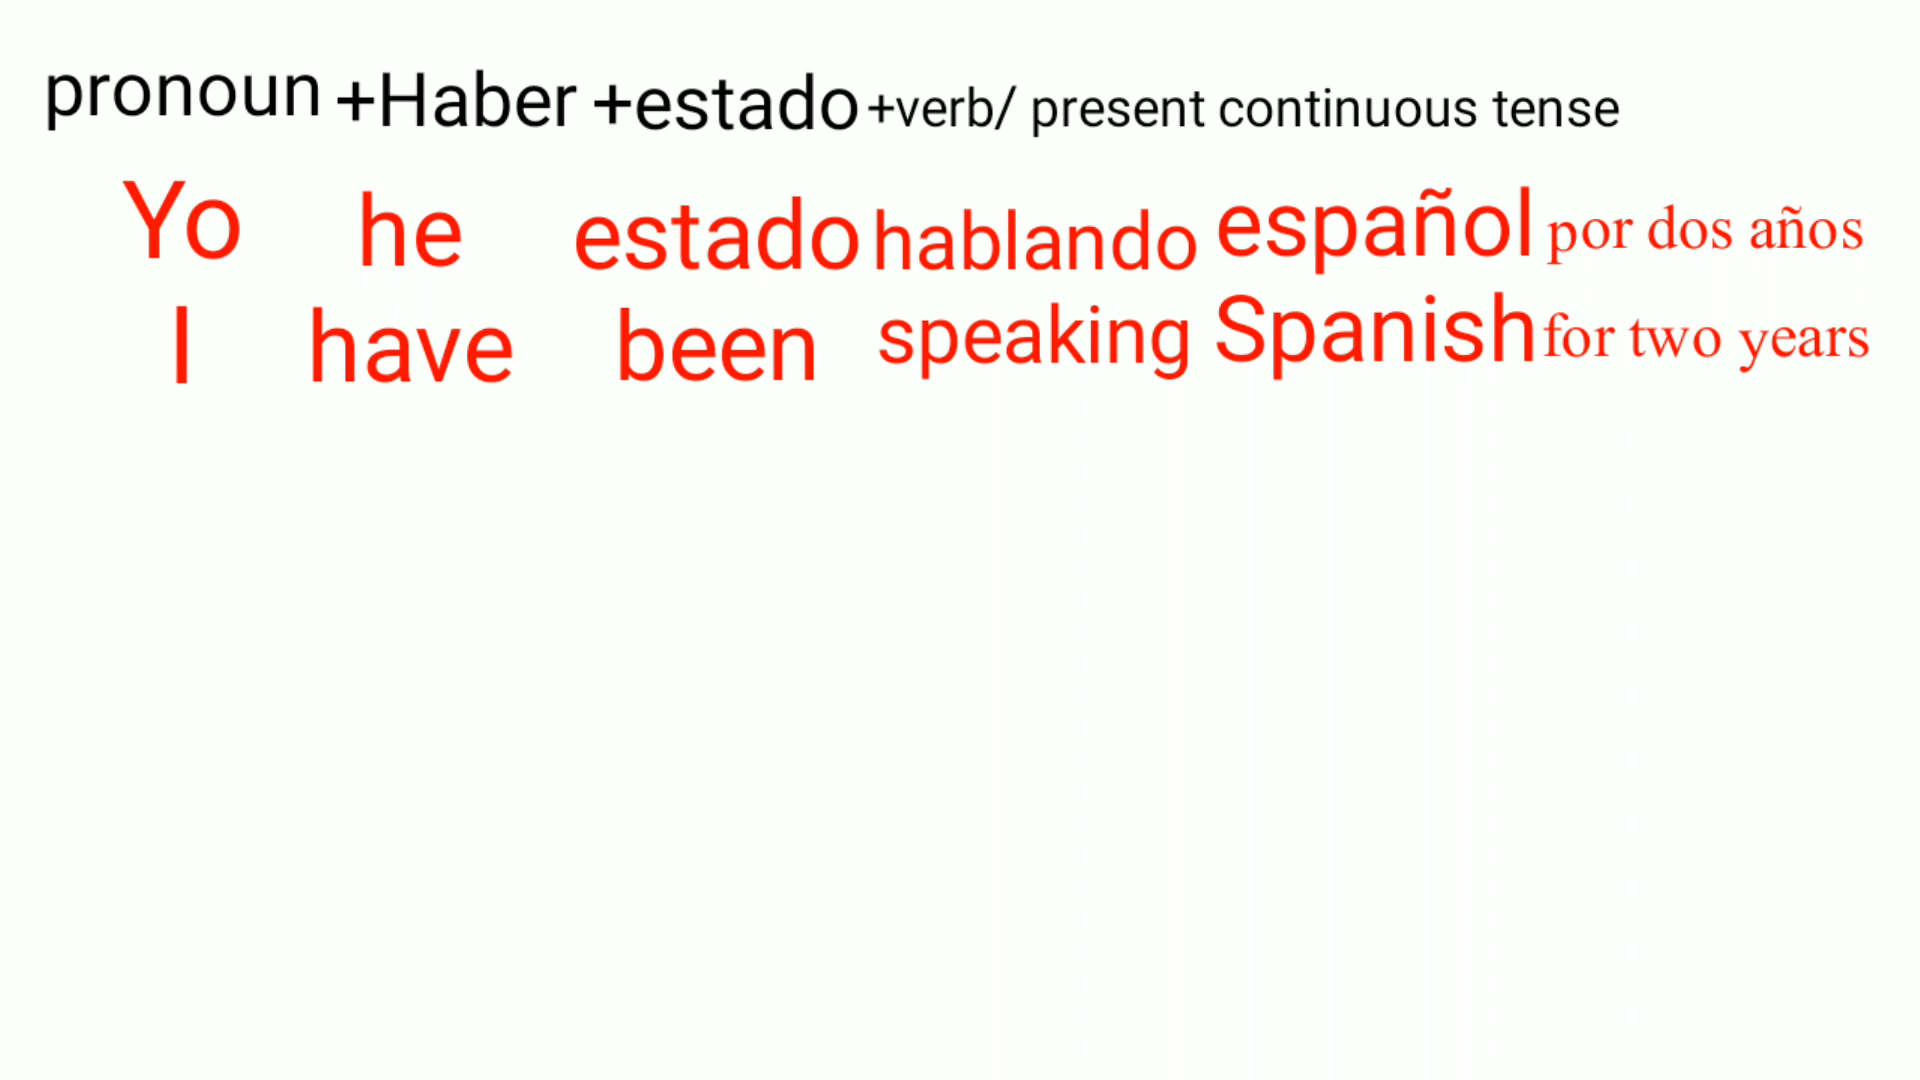 pronoun +Haber +estado +verb/ present continuous tense
Yo he estado hablando español por dos años
I have been speaking Spanish for two years